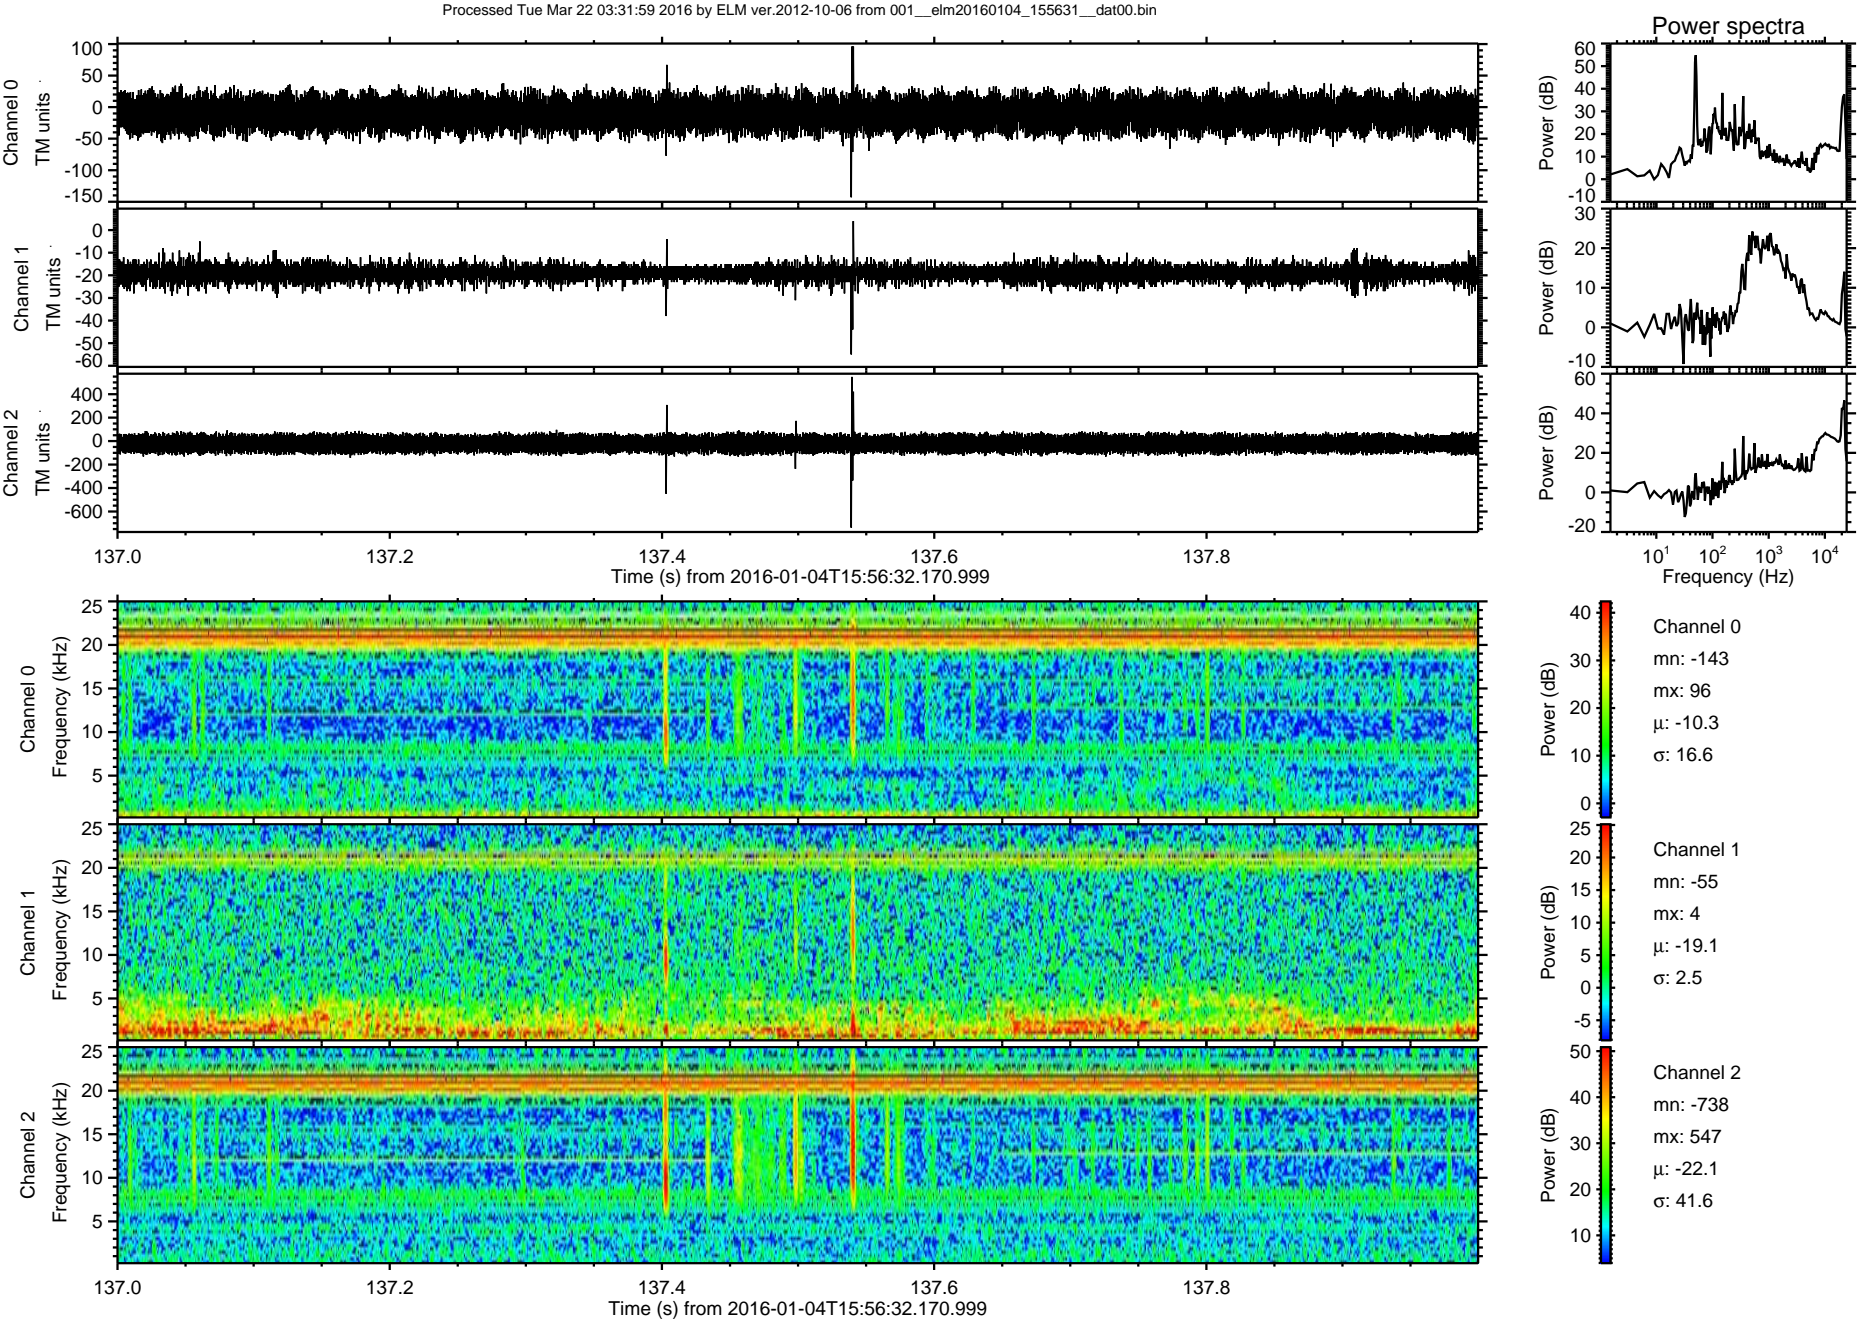 Processed Tue Mar 22 03:31:59 2016 by ELM ver.2012-10-06 from 001__elm20160104_155631__dat00.bin
Power spectra
Channel 0
TM units
100
50
0
-50
-100
-150
Power (dB)
60
50
40
30
20
10
0
-10
Channel 1
TM units
0
-10
-20
-30
-40
-50
-60
Power (dB)
30
20
10
0
-10
Channel 2
TM units
400
200
0
-200
-400
-600
Power (dB)
60
40
20
0
-20
137.0 137.2 137.4 137.6 137.8
Time (s) from 2016-01-04T15:56:32.170.999
10¹ 10² 10³ 10⁴
Frequency (Hz)
Channel 0
Frequency (kHz)
25
20
15
10
5
Power (dB)
40
30
20
10
0
Channel 0
mn: -143
mx: 96
μ: -10.3
σ: 16.6
Channel 1
Frequency (kHz)
25
20
15
10
5
Power (dB)
25
20
15
10
5
0
-5
Channel 1
mn: -55
mx: 4
μ: -19.1
σ: 2.5
Channel 2
Frequency (kHz)
25
20
15
10
5
Power (dB)
50
40
30
20
10
Channel 2
mn: -738
mx: 547
μ: -22.1
σ: 41.6
137.0 137.2 137.4 137.6 137.8
Time (s) from 2016-01-04T15:56:32.170.999